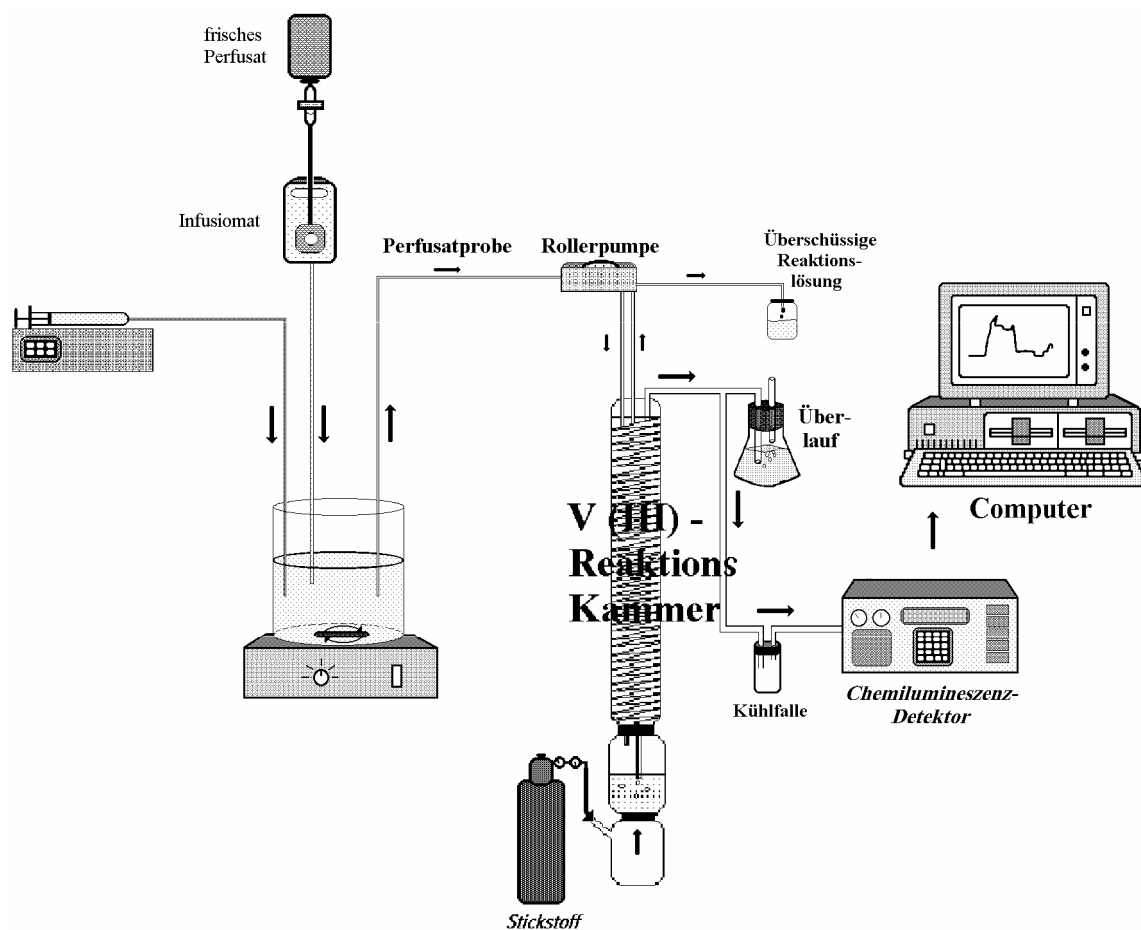 frisches
Perfusat
Infusiomat
Perfusatprobe
Rollerpumpe
Überschüssige
Reaktions-
lösung
Über-
lauf
Computer
V (III) -
Reaktions
Kammer
Kühlfalle
Chemilumineszenz-
Detektor
Stickstoff